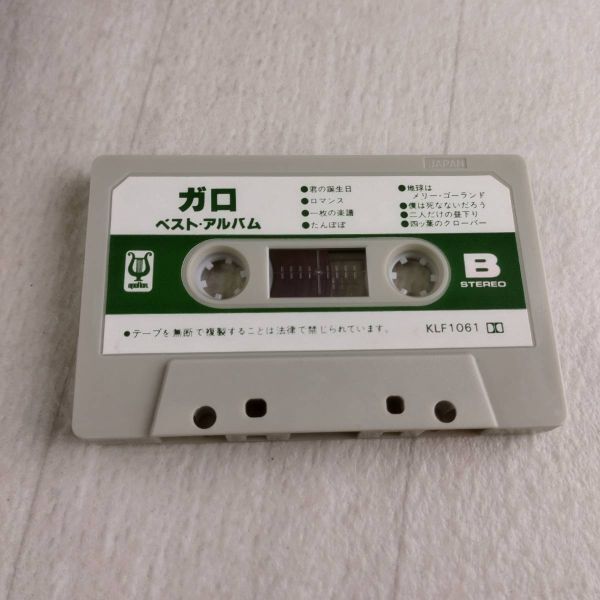 JAPAN
ガロ
ベスト・アルバム
●君の誕生日
●ロマンス
●一枚の楽譜
●たんぽぽ
●地球は
メリー・ゴーランド
●僕は死なないだろう
●二人だけの昼下り
●四ツ葉のクローバー
apollon
B
STEREO
●テープを無断で複製することは法律で禁じられています。
KLF1061